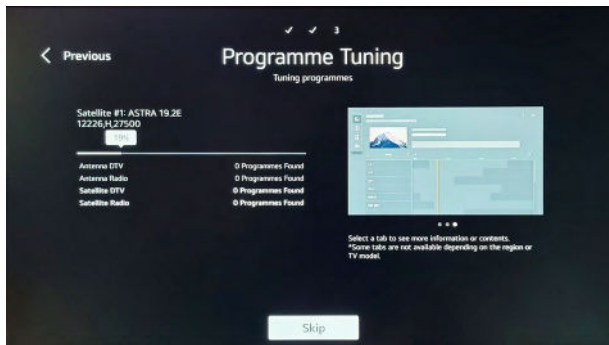 3
Previous
Programme Tuning
Tuning programmes
Satellite #1: ASTRA 19.2E
12226,H,27500
19%
Antenna DTV 0 Programmes Found
Antenna Radio 0 Programmes Found
Satellite DTV 0 Programmes Found
Satellite Radio 0 Programmes Found
Select a tab to see more information or contents.
*Some tabs are not available depending on the region or
TV model.
Skip